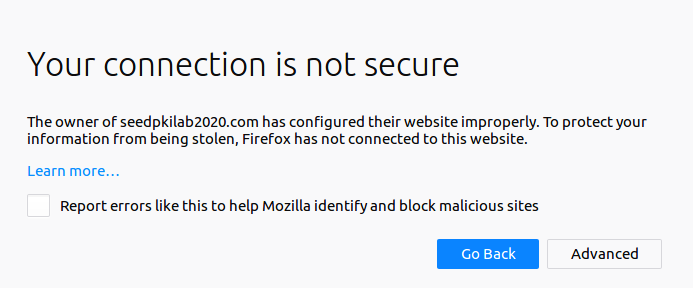 Your connection is not secure
The owner of seedpkilab2020.com has configured their website improperly. To protect your
information from being stolen, Firefox has not connected to this website.
Learn more…
Report errors like this to help Mozilla identify and block malicious sites
Go Back
Advanced